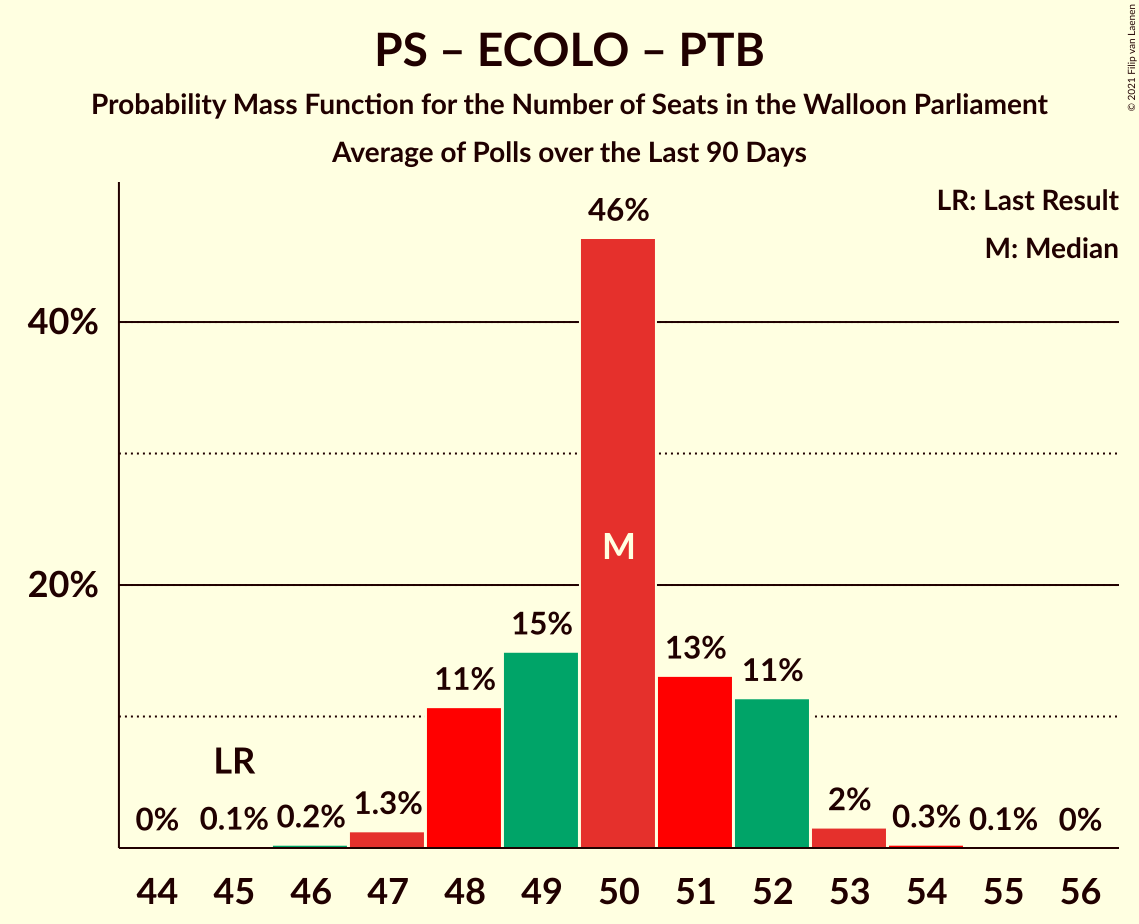 PS – ECOLO – PTB
Probability Mass Function for the Number of Seats in the Walloon Parliament
Average of Polls over the Last 90 Days
© 2021 Filip van Laenen
LR: Last Result
M: Median
40%
20%
0%
0.1%
LR
0.2%
1.3%
11%
15%
46%
M
13%
11%
2%
0.3%
0.1%
0%
44 45 46 47 48 49 50 51 52 53 54 55 56